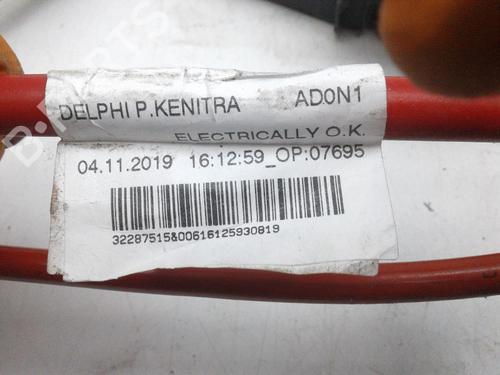 DELPHI P.KENITRA AD0N1
ELECTRICALLY O.K.
04.11.2019 16:12:59_OP:07695
32287515&00616125930819